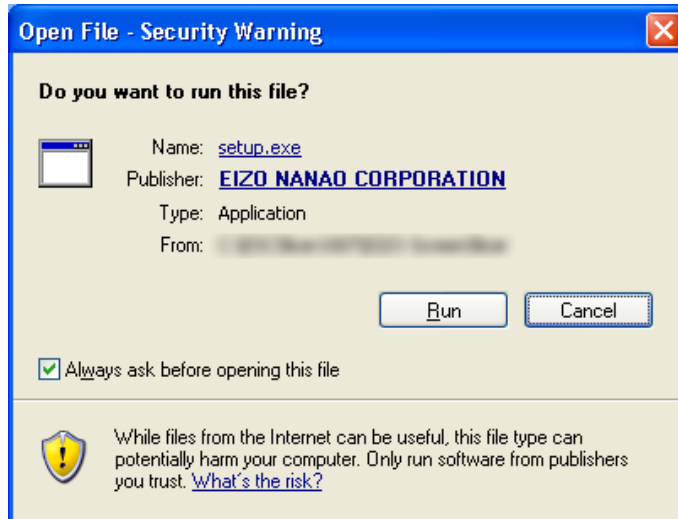 Open File - Security Warning
Do you want to run this file?
Name: setup.exe
Publisher: EIZO NANAO CORPORATION
Type: Application
From:
Run Cancel
Always ask before opening this file
While files from the Internet can be useful, this file type can
potentially harm your computer. Only run software from publishers
you trust. What's the risk?